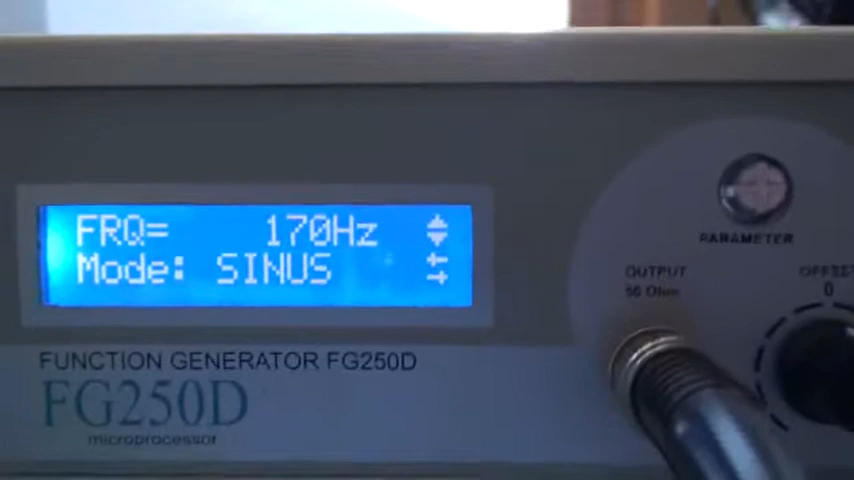 FRQ= 170Hz
Mode: SINUS
PARAMETER
OUTPUT
50 Ohm
OFFSET
0
FUNCTION GENERATOR FG250D
FG250D
microprocessor